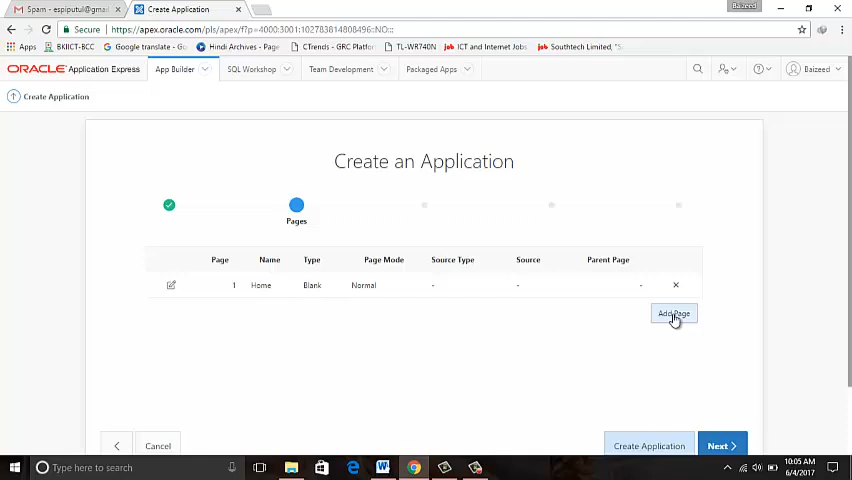 Baizeed
Spam - espiputul@gmai
Create Application
Secure
https://apex.oracle.com/pls/apex/f?p=4000:3001:102783814808496::NO:::
Apps
BKIICT-BCC
Google translate - Go
Hindi Archives - Page
CTrends - GRC Platfor
TL-WR740N
job
ICT and Internet Jobs
job
Southtech Limited, "S
ORACLE Application Express
App Builder
SQL Workshop
Team Development
Packaged Apps
Baizeed
Create Application
Create an Application
Pages
Page Name Type Page Mode Source Type Source Parent Page
1 Home Blank Normal - - -
Add Page
Cancel
Create Application
Next
Type here to search
10:05 AM
6/4/2017